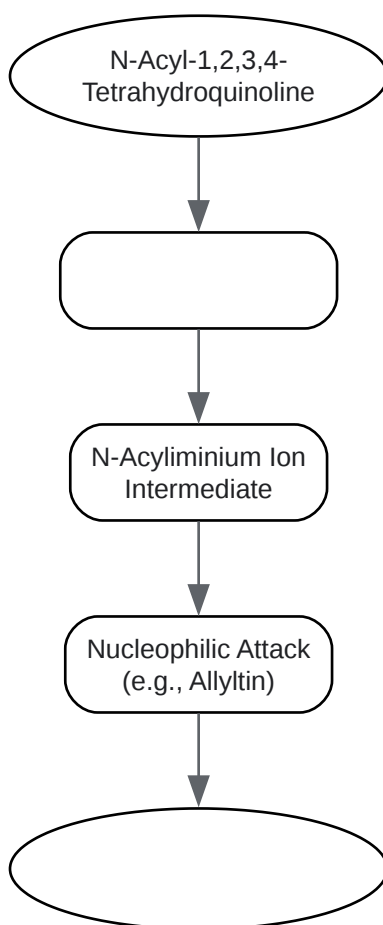 N-Acyl-1,2,3,4-
Tetrahydroquinoline
N-Acyliminium Ion
Intermediate
Nucleophilic Attack
(e.g., Allyltin)